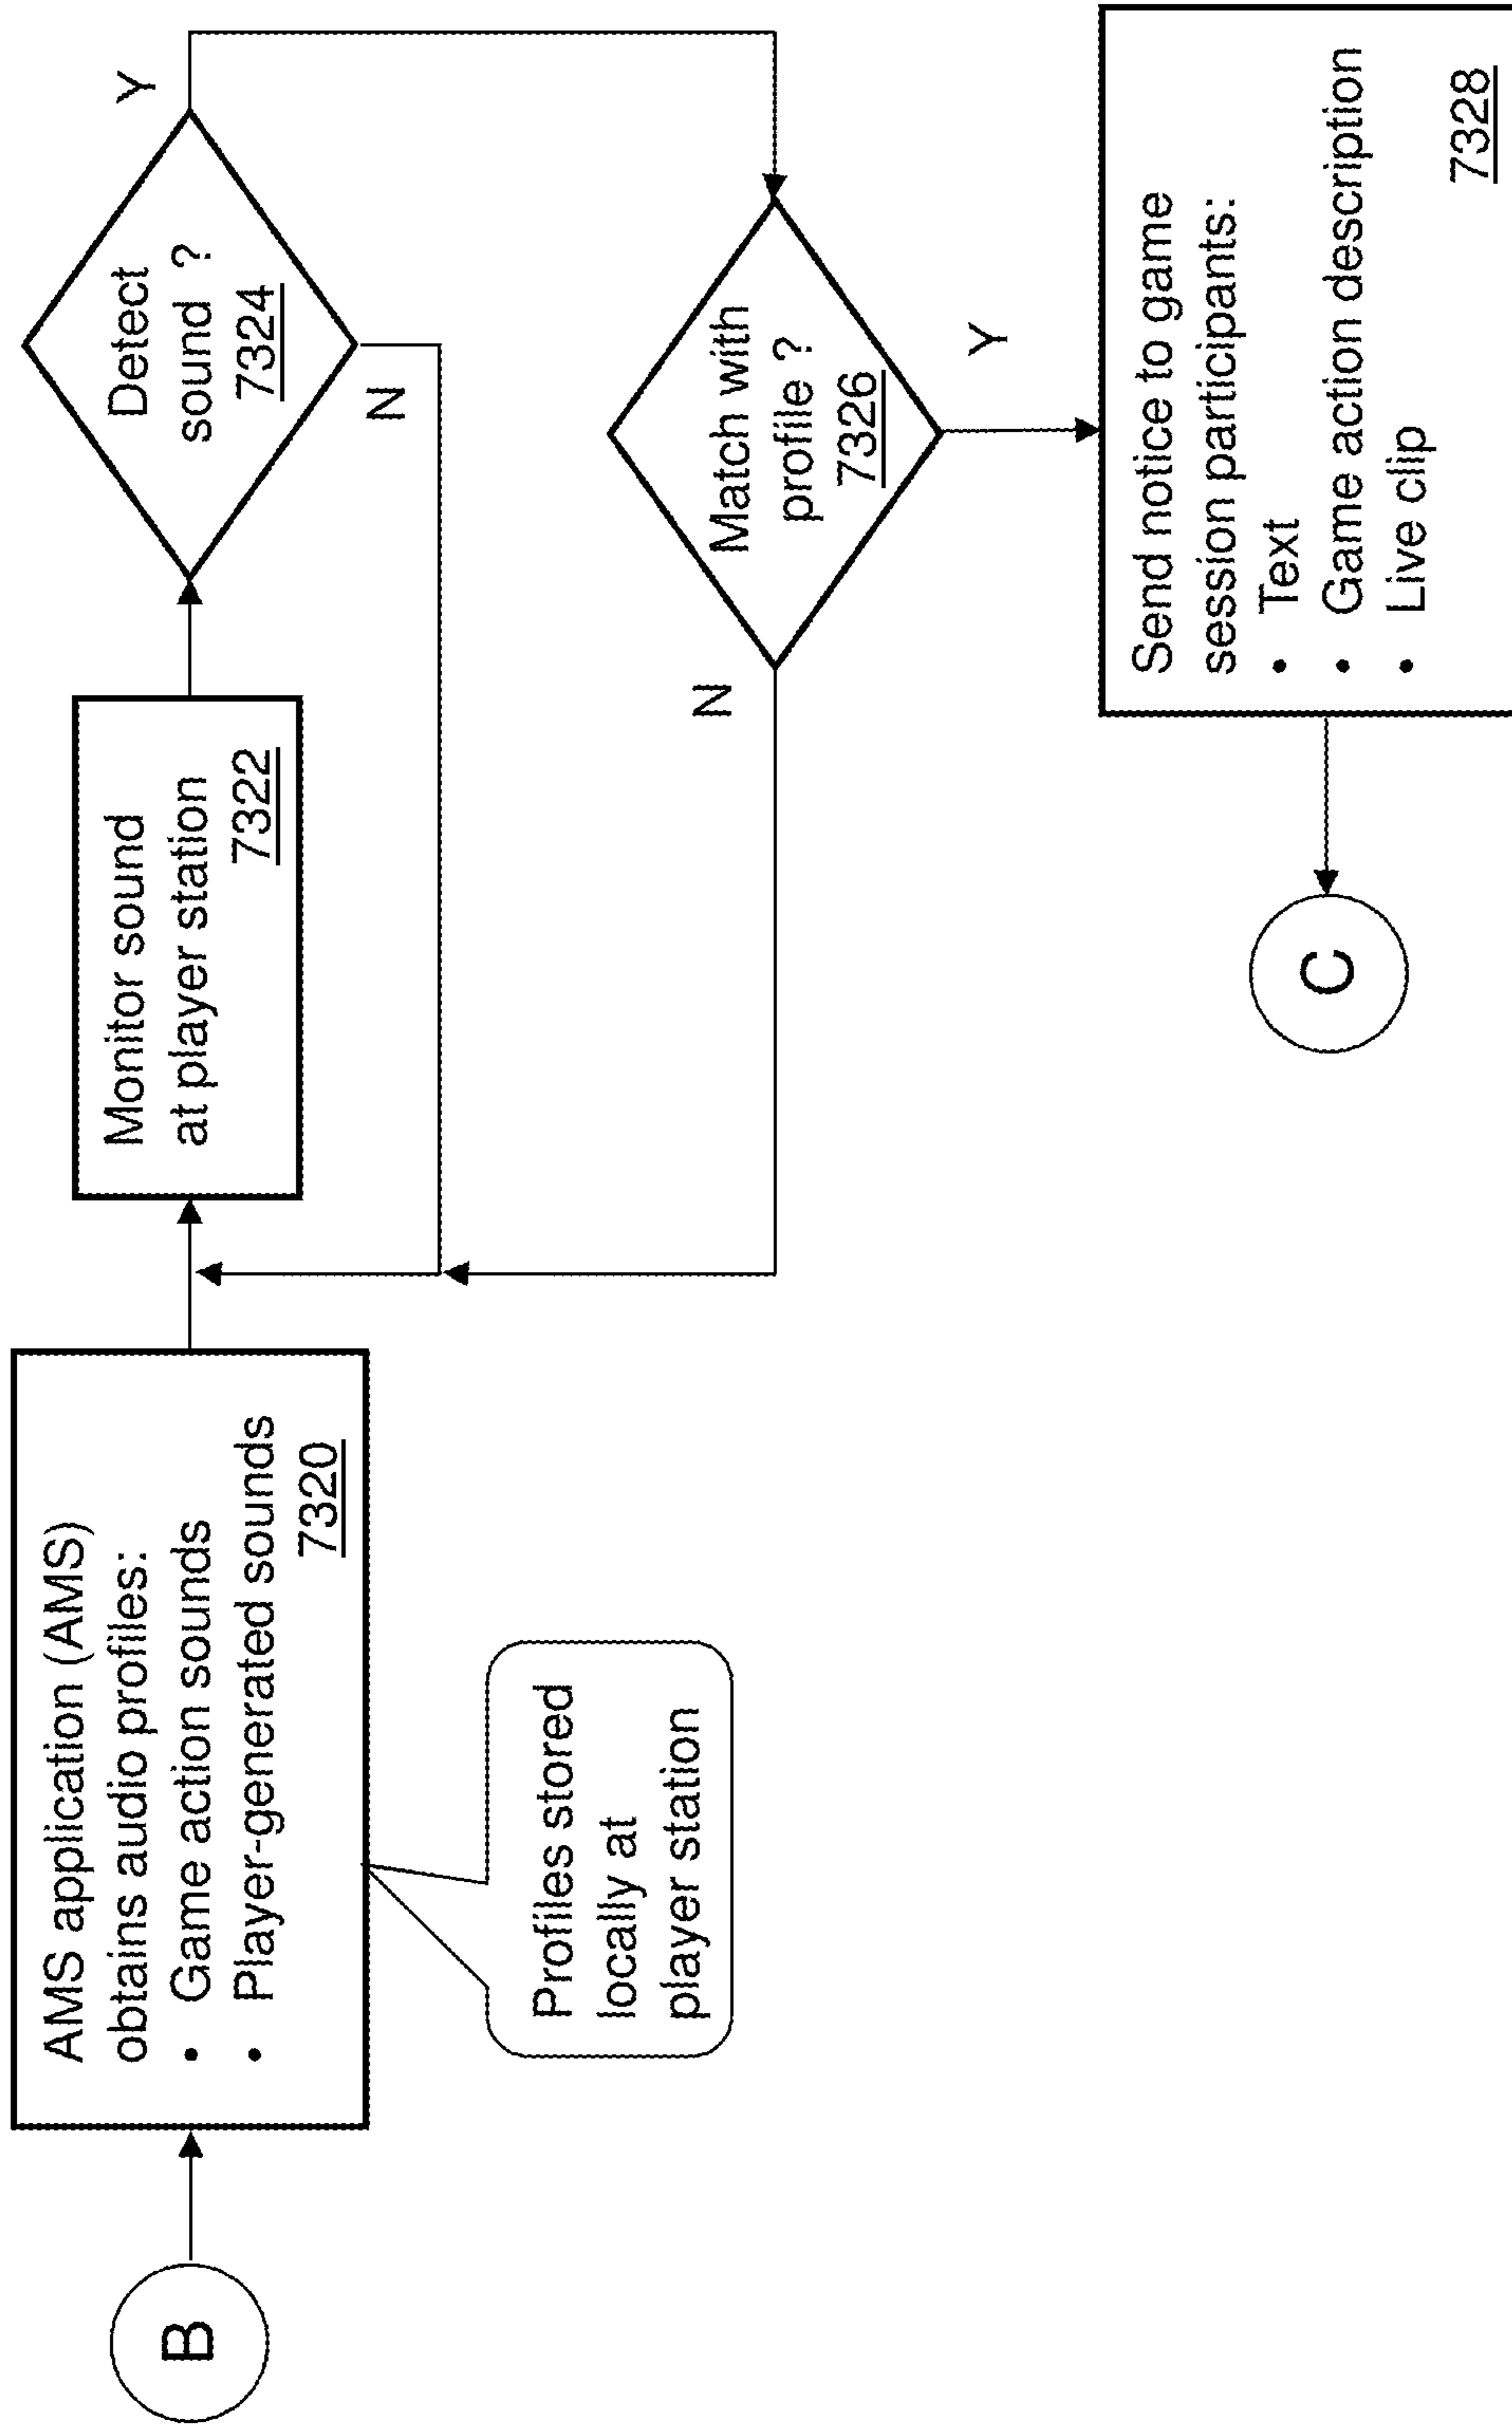 B
AMS application (AMS)
obtains audio profiles:
• Game action sounds
• Player-generated sounds
7320
Profiles stored
locally at
player station
Monitor sound
at player station
7322
Detect
sound ?
7324
Y
N
Match with
profile ?
7326
N
Y
Send notice to game
session participants:
• Text
• Game action description
• Live clip
7328
C